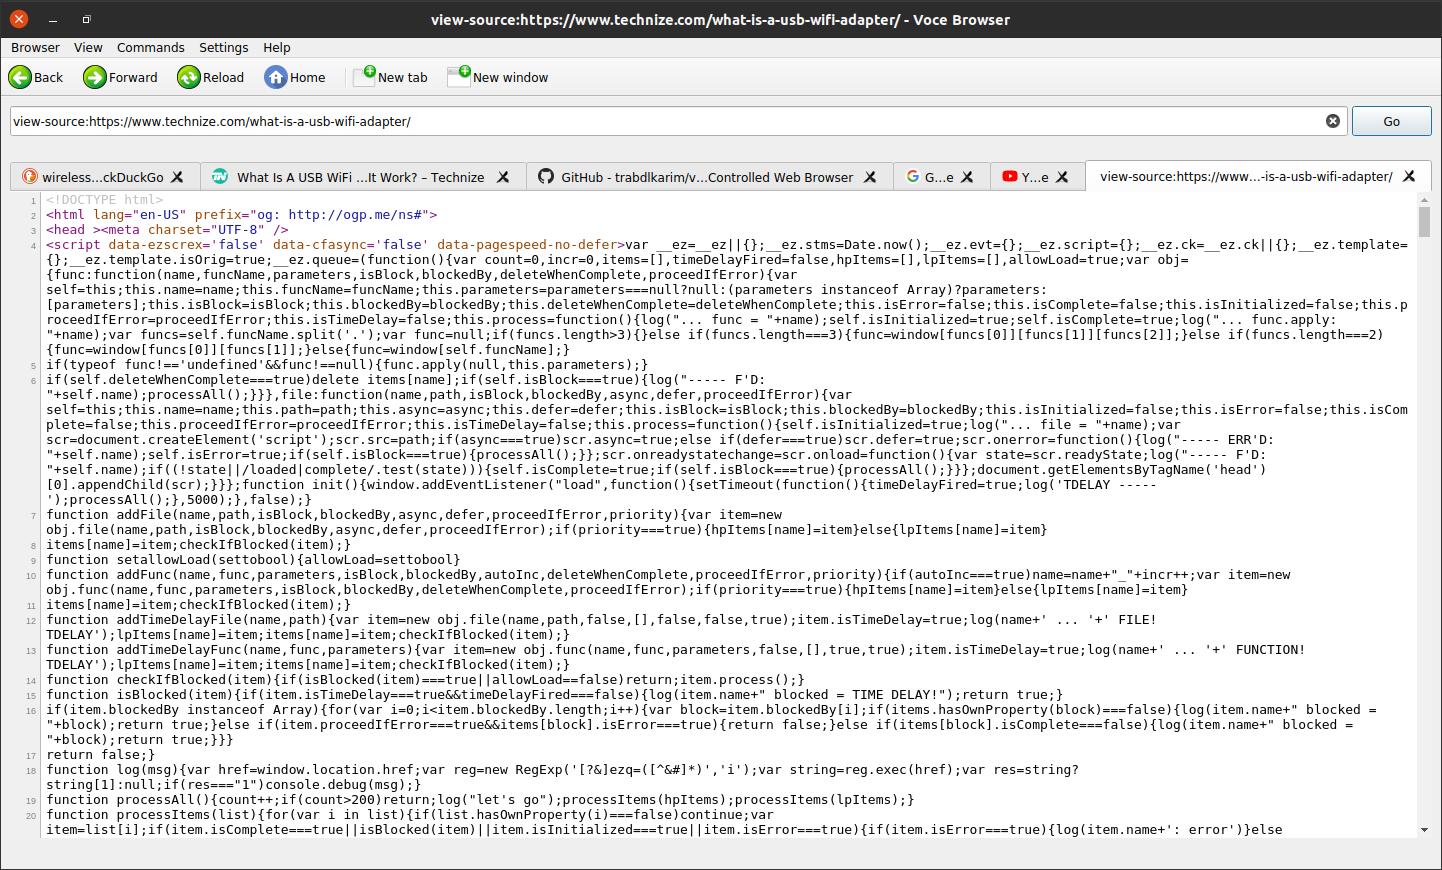 view-source:https://www.technize.com/what-is-a-usb-wifi-adapter/ - Voce Browser
Browser View Commands Settings Help
Back Forward Reload Home New tab New window
view-source:https://www.technize.com/what-is-a-usb-wifi-adapter/ Go
wireless...ckDuckGo What Is A USB WiFi ...It Work? – Technize GitHub - trabdlkarim/v...Controlled Web Browser G...e Y...e view-source:https://www...-is-a-usb-wifi-adapter/
1 <!DOCTYPE html>
2 <html lang="en-US" prefix="og: http://ogp.me/ns#">
3 <head ><meta charset="UTF-8" />
4 <script data-ezscrex='false' data-cfasync='false' data-pagespeed-no-defer>var __ez=__ez||{};__ez.stms=Date.now();__ez.evt={};__ez.script={};__ez.ck=__ez.ck||{};__ez.template=
{};__ez.template.isOrig=true;__ez.queue=(function(){var count=0,incr=0,items=[],timeDelayFired=false,hpItems=[],lpItems=[],allowLoad=true;var obj=
{func:function(name,funcName,parameters,isBlock,blockedBy,deleteWhenComplete,proceedIfError){var
self=this;this.name=name;this.funcName=funcName;this.parameters=parameters===null?null:(parameters instanceof Array)?parameters:
[parameters];this.isBlock=isBlock;this.blockedBy=blockedBy;this.deleteWhenComplete=deleteWhenComplete;this.isError=false;this.isComplete=false;this.isInitialized=false;this.p
roceedIfError=proceedIfError;this.isTimeDelay=false;this.process=function(){log("... func = "+name);self.isInitialized=true;self.isComplete=true;log("... func.apply:
"+name);var funcs=self.funcName.split('.');var func=null;if(funcs.length>3){}else if(funcs.length===3){func=window[funcs[0]][funcs[1]][funcs[2]];}else if(funcs.length===2)
{func=window[funcs[0]][funcs[1]];}else{func=window[self.funcName];}
5 if(typeof func!=='undefined'&&func!==null){func.apply(null,this.parameters);}
6 if(self.deleteWhenComplete===true)delete items[name];if(self.isBlock===true){log("----- F'D:
"+self.name);processAll();}}},file:function(name,path,isBlock,blockedBy,async,defer,proceedIfError){var
self=this;this.name=name;this.path=path;this.async=async;this.defer=defer;this.isBlock=isBlock;this.blockedBy=blockedBy;this.isInitialized=false;this.isError=false;this.isCom
plete=false;this.proceedIfError=proceedIfError;this.isTimeDelay=false;this.process=function(){self.isInitialized=true;log("... file = "+name);var
scr=document.createElement('script');scr.src=path;if(async===true)scr.async=true;else if(defer===true)scr.defer=true;scr.onerror=function(){log("----- ERR'D:
"+self.name);self.isError=true;if(self.isBlock===true){processAll();}};scr.onreadystatechange=scr.onload=function(){var state=scr.readyState;log("----- F'D:
"+self.name);if((!state||/loaded|complete/.test(state))){self.isComplete=true;if(self.isBlock===true){processAll();}}};document.getElementsByTagName('head')
[0].appendChild(scr);}}};function init(){window.addEventListener("load",function(){setTimeout(function(){timeDelayFired=true;log('TDELAY -----
');processAll();},5000);},false);}
7 function addFile(name,path,isBlock,blockedBy,async,defer,proceedIfError,priority){var item=new
obj.file(name,path,isBlock,blockedBy,async,defer,proceedIfError);if(priority===true){hpItems[name]=item}else{lpItems[name]=item}
8 items[name]=item;checkIfBlocked(item);}
9 function setallowLoad(settobool){allowLoad=settobool}
10 function addFunc(name,func,parameters,isBlock,blockedBy,autoInc,deleteWhenComplete,proceedIfError,priority){if(autoInc===true)name=name+"_"+incr++;var item=new
obj.func(name,func,parameters,isBlock,blockedBy,deleteWhenComplete,proceedIfError);if(priority===true){hpItems[name]=item}else{lpItems[name]=item}
11 items[name]=item;checkIfBlocked(item);}
12 function addTimeDelayFile(name,path){var item=new obj.file(name,path,false,[],false,false,true);item.isTimeDelay=true;log(name+' ... '+' FILE!
TDELAY');lpItems[name]=item;items[name]=item;checkIfBlocked(item);}
13 function addTimeDelayFunc(name,func,parameters){var item=new obj.func(name,func,parameters,false,[],true,true);item.isTimeDelay=true;log(name+' ... '+' FUNCTION!
TDELAY');lpItems[name]=item;items[name]=item;checkIfBlocked(item);}
14 function checkIfBlocked(item){if(isBlocked(item)===true||allowLoad==false)return;item.process();}
15 function isBlocked(item){if(item.isTimeDelay===true&&timeDelayFired===false){log(item.name+" blocked = TIME DELAY!");return true;}
16 if(item.blockedBy instanceof Array){for(var i=0;i<item.blockedBy.length;i++){var block=item.blockedBy[i];if(items.hasOwnProperty(block)===false){log(item.name+" blocked =
"+block);return true;}else if(item.proceedIfError===true&&items[block].isError===true){return false;}else if(items[block].isComplete===false){log(item.name+" blocked =
"+block);return true;}}}
17 return false;}
18 function log(msg){var href=window.location.href;var reg=new RegExp('[?&]ezq=([^&#]*)','i');var string=reg.exec(href);var res=string?
string[1]:null;if(res==="1")console.debug(msg);}
19 function processAll(){count++;if(count>200)return;log("let's go");processItems(hpItems);processItems(lpItems);}
20 function processItems(list){for(var i in list){if(list.hasOwnProperty(i)===false)continue;var
item=list[i];if(item.isComplete===true||isBlocked(item)||item.isInitialized===true||item.isError===true){if(item.isError===true){log(item.name+': error')}else